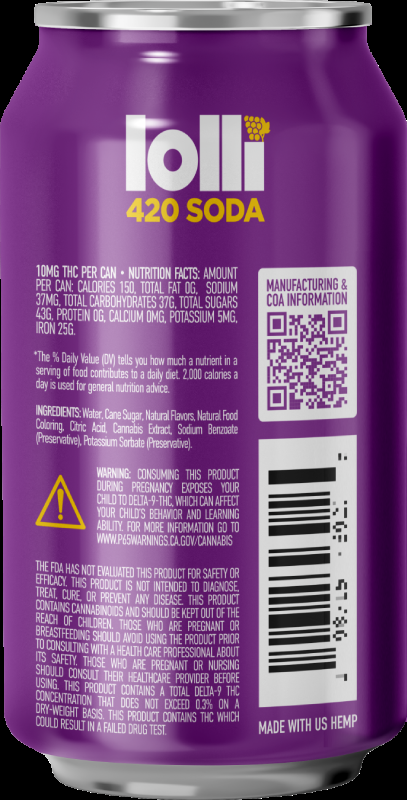 lolli
420 SODA
10MG THC PER CAN • NUTRITION FACTS: AMOUNT
PER CAN: CALORIES 150, TOTAL FAT 0G, SODIUM
37MG, TOTAL CARBOHYDRATES 37G, TOTAL SUGARS
43G, PROTEIN 0G, CALCIUM 0MG, POTASSIUM 5MG,
IRON 25G.
*The % Daily Value (DV) tells you how much a nutrient in a
serving of food contributes to a daily diet. 2,000 calories a
day is used for general nutrition advice.
INGREDIENTS: Water, Cane Sugar, Natural Flavors, Natural Food
Coloring, Citric Acid, Cannabis Extract, Sodium Benzoate
(Preservative), Potassium Sorbate (Preservative).
WARNING: CONSUMING THIS PRODUCT
DURING PREGNANCY EXPOSES YOUR
CHILD TO DELTA-9-THC, WHICH CAN AFFECT
YOUR CHILD'S BEHAVIOR AND LEARNING
ABILITY. FOR MORE INFORMATION GO TO
WWW.P65WARNINGS.CA.GOV/CANNABIS
THE FDA HAS NOT EVALUATED THIS PRODUCT FOR SAFETY OR
EFFICACY. THIS PRODUCT IS NOT INTENDED TO DIAGNOSE,
TREAT, CURE, OR PREVENT ANY DISEASE. THIS PRODUCT
CONTAINS CANNABINOIDS AND SHOULD BE KEPT OUT OF THE
REACH OF CHILDREN. THOSE WHO ARE PREGNANT OR
BREASTFEEDING SHOULD AVOID USING THE PRODUCT PRIOR
TO CONSULTING WITH A HEALTH CARE PROFESSIONAL ABOUT
ITS SAFETY. THOSE WHO ARE PREGNANT OR NURSING
SHOULD CONSULT THEIR HEALTHCARE PROVIDER BEFORE
USING. THIS PRODUCT CONTAINS A TOTAL DELTA-9 THC
CONCENTRATION THAT DOES NOT EXCEED 0.3% ON A
DRY-WEIGHT BASIS. THIS PRODUCT CONTAINS THC WHICH
COULD RESULT IN A FAILED DRUG TEST.
MANUFACTURING &
COA INFORMATION
MADE WITH US HEMP